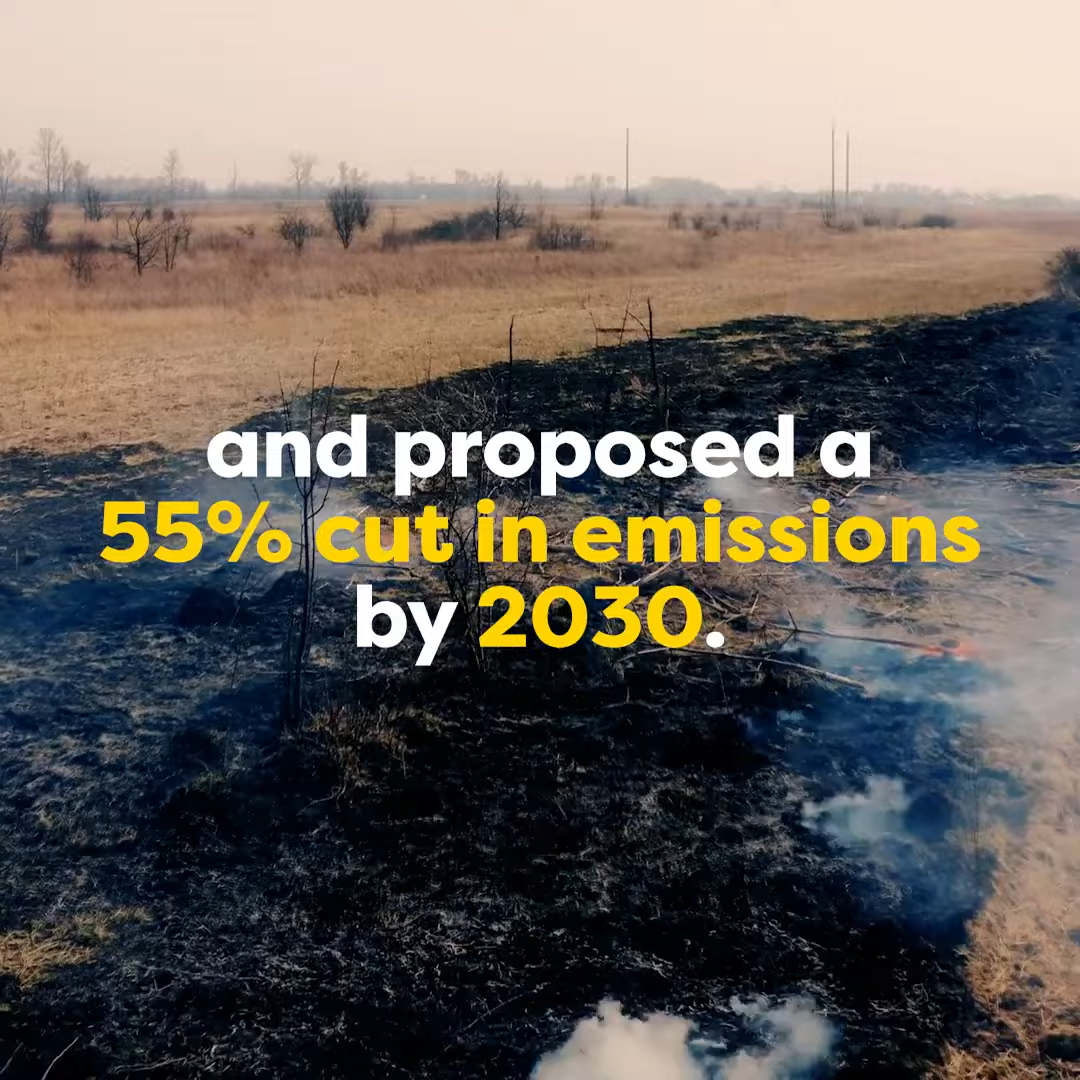 and proposed a
55% cut in emissions
by 2030.